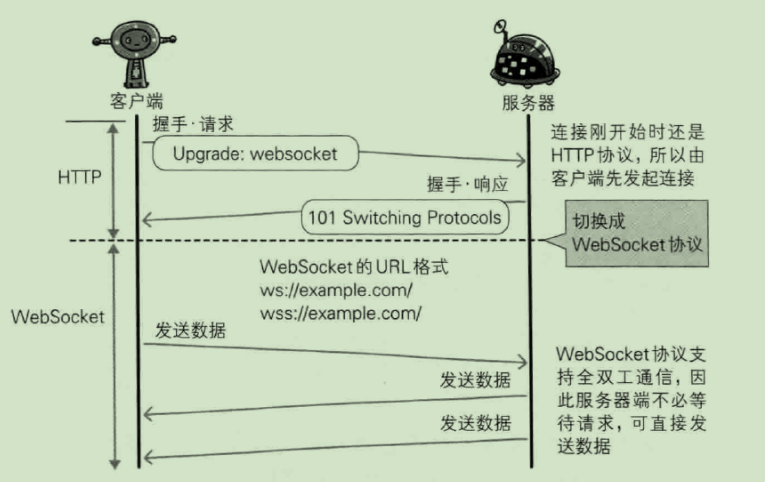 客户端
服务器
握手·请求
Upgrade: websocket
连接刚开始时还是
HTTP协议，所以由
客户端先发起连接
HTTP
握手·响应
101 Switching Protocols
切换成
WebSocket协议
WebSocket的URL格式
ws://example.com/
wss://example.com/
WebSocket
发送数据
发送数据
发送数据
WebSocket协议支
持全双工通信，因
此服务器端不必等
待请求，可直接发
送数据